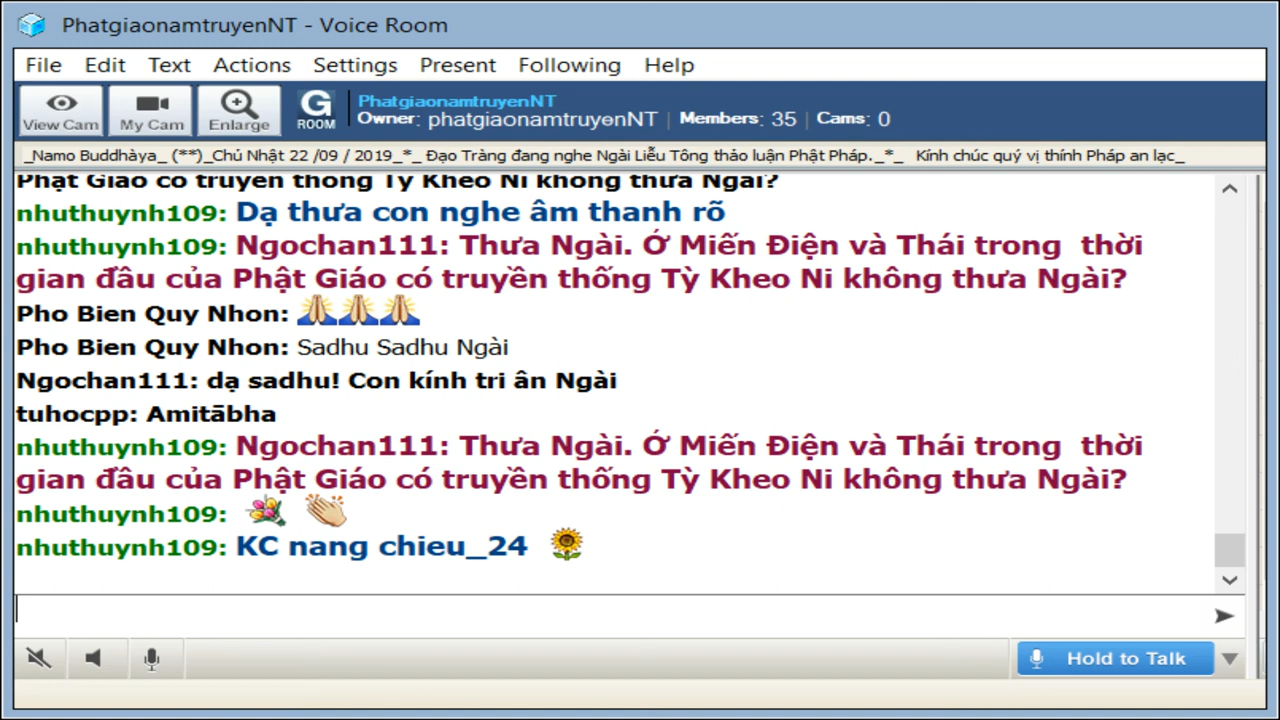 PhatgiaonamtruyenNT - Voice Room
File Edit Text Actions Settings Present Following Help
View Cam My Cam Enlarge G ROOM
PhatgiaonamtruyenNT
Owner: phatgiaonamtruyenNT | Members: 35 | Cams: 0
_Namo Buddhàya_ (**)_Chủ Nhật 22 /09 / 2019_*_ Đạo Tràng đang nghe Ngài Liễu Tông thảo luận Phật Pháp._*_ Kính chúc quý vị thính Pháp an lạc_
Phật Giáo có truyền thống Tỳ Kheo Ni không thưa Ngài?
nhuthuynh109: Dạ thưa con nghe âm thanh rõ
nhuthuynh109: Ngochan111: Thưa Ngài. Ở Miến Điện và Thái trong thời
gian đầu của Phật Giáo có truyền thống Tỳ Kheo Ni không thưa Ngài?
Pho Bien Quy Nhon:
Pho Bien Quy Nhon: Sadhu Sadhu Ngài
Ngochan111: dạ sadhu! Con kính tri ân Ngài
tuhocpp: Amitābha
nhuthuynh109: Ngochan111: Thưa Ngài. Ở Miến Điện và Thái trong thời
gian đầu của Phật Giáo có truyền thống Tỳ Kheo Ni không thưa Ngài?
nhuthuynh109:
nhuthuynh109: KC nang chieu_24
Hold to Talk